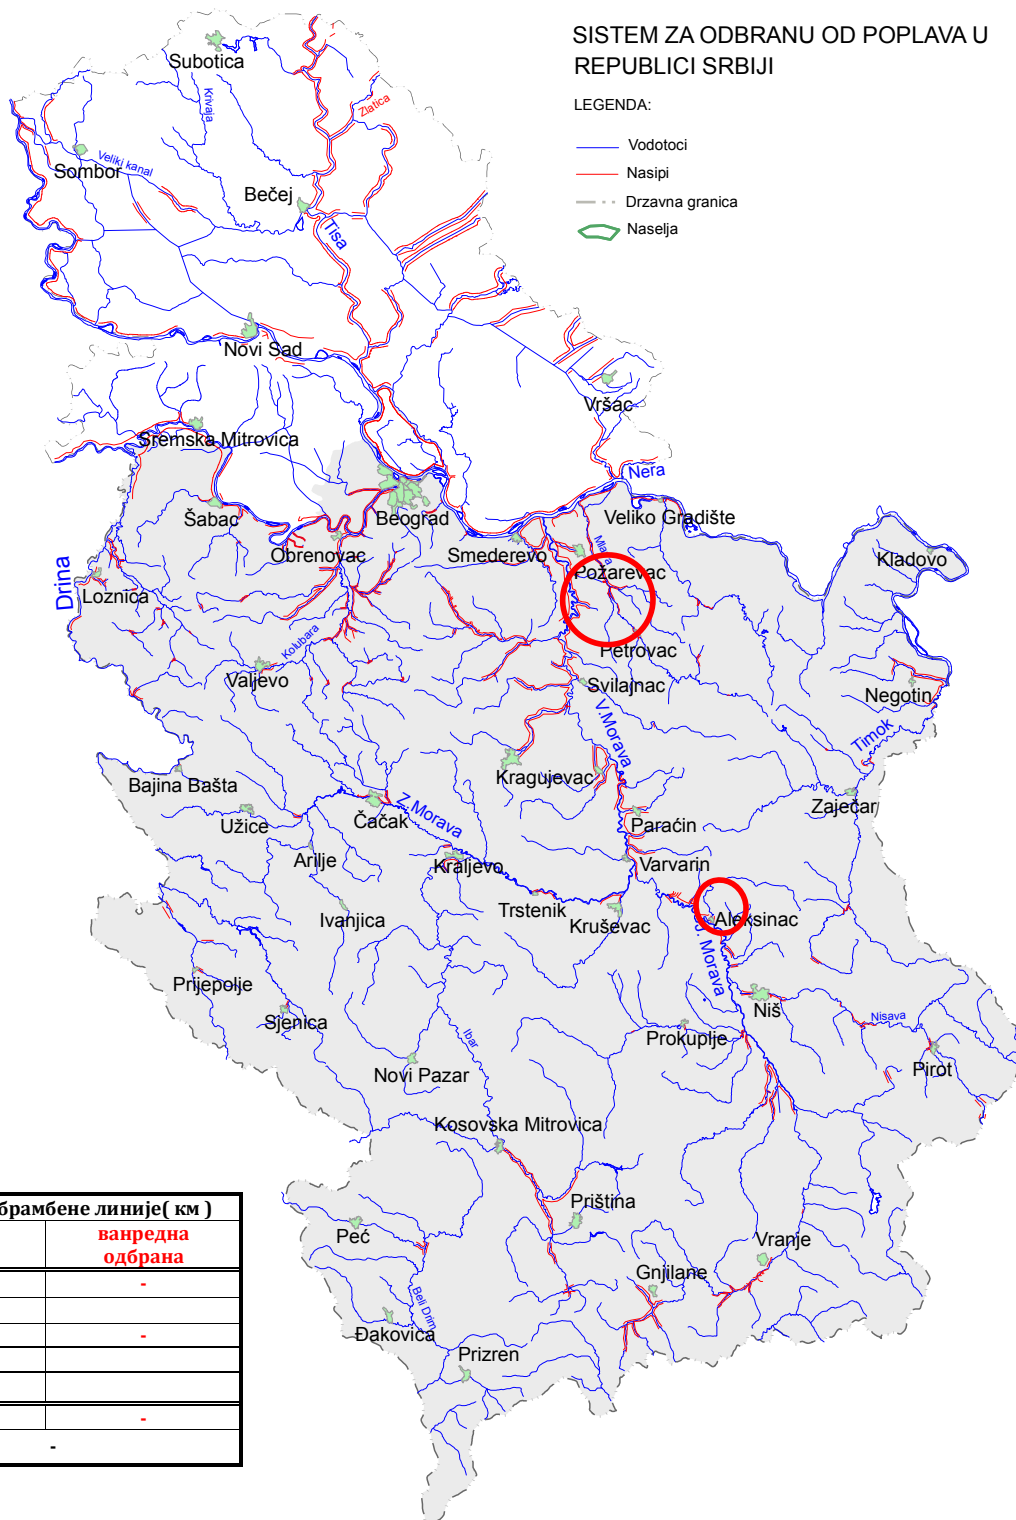 SISTEM ZA ODBRANU OD POPLAVA U
REPUBLICI SRBIJI
LEGENDA:
Vodotoci
Nasipi
Drzavna granica
Naselja
Subotica
Krivaja
Zlatica
Sombor
Veliki kanal
Bečej
Tisa
Novi Sad
Vršac
Sremska Mitrovica
Nera
Šabac
Beograd
Veliko Gradište
Obrenovac
Smederevo
Kladovo
Drina
Loznica
Požarevac
Kolubara
Petrovac
Valjevo
Svilajnac
Negotin
V.Morava
Timok
Bajina Bašta
Kragujevac
Zaječar
Užice
Čačak
Z.Morava
Paraćin
Arilje
Kraljevo
Varvarin
Ivanjica
Trstenik
Kruševac
Aleksinac
J. Morava
Prijepolje
Sjenica
Niš
Nisava
Ibar
Prokuplje
Pirot
Novi Pazar
Kosovska Mitrovica
Priština
Peć
Vranje
Gnjilane
Beli Drim
Đakovica
Prizren
брамбене линије( км )
ванредна
одбрана
-
-
-
-